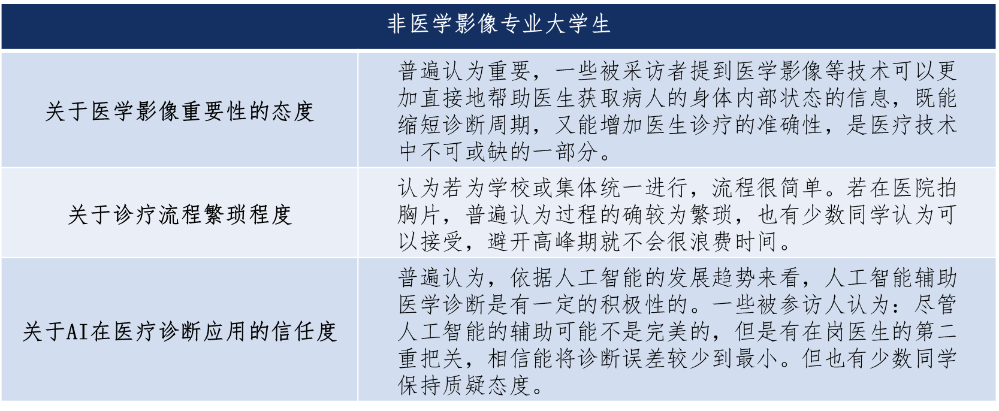 非医学影像专业大学生
关于医学影像重要性的态度
普遍认为重要，一些被采访者提到医学影像等技术可以更
加直接地帮助医生获取病人的身体内部状态的信息，既能
缩短诊断周期，又能增加医生诊疗的准确性，是医疗技术
中不可或缺的一部分。
关于诊疗流程繁琐程度
认为若为学校或集体统一进行，流程很简单。若在医院拍
胸片，普遍认为过程的确较为繁琐，也有少数同学认为可
以接受，避开高峰期就不会很浪费时间。
关于AI在医疗诊断应用的信任度
普遍认为，依据人工智能的发展趋势来看，人工智能辅助
医学诊断是有一定的积极性的。一些被参访人认为：尽管
人工智能的辅助可能不是完美的，但是有在岗医生的第二
重把关，相信能将诊断误差较少到最小。但也有少数同学
保持质疑态度。